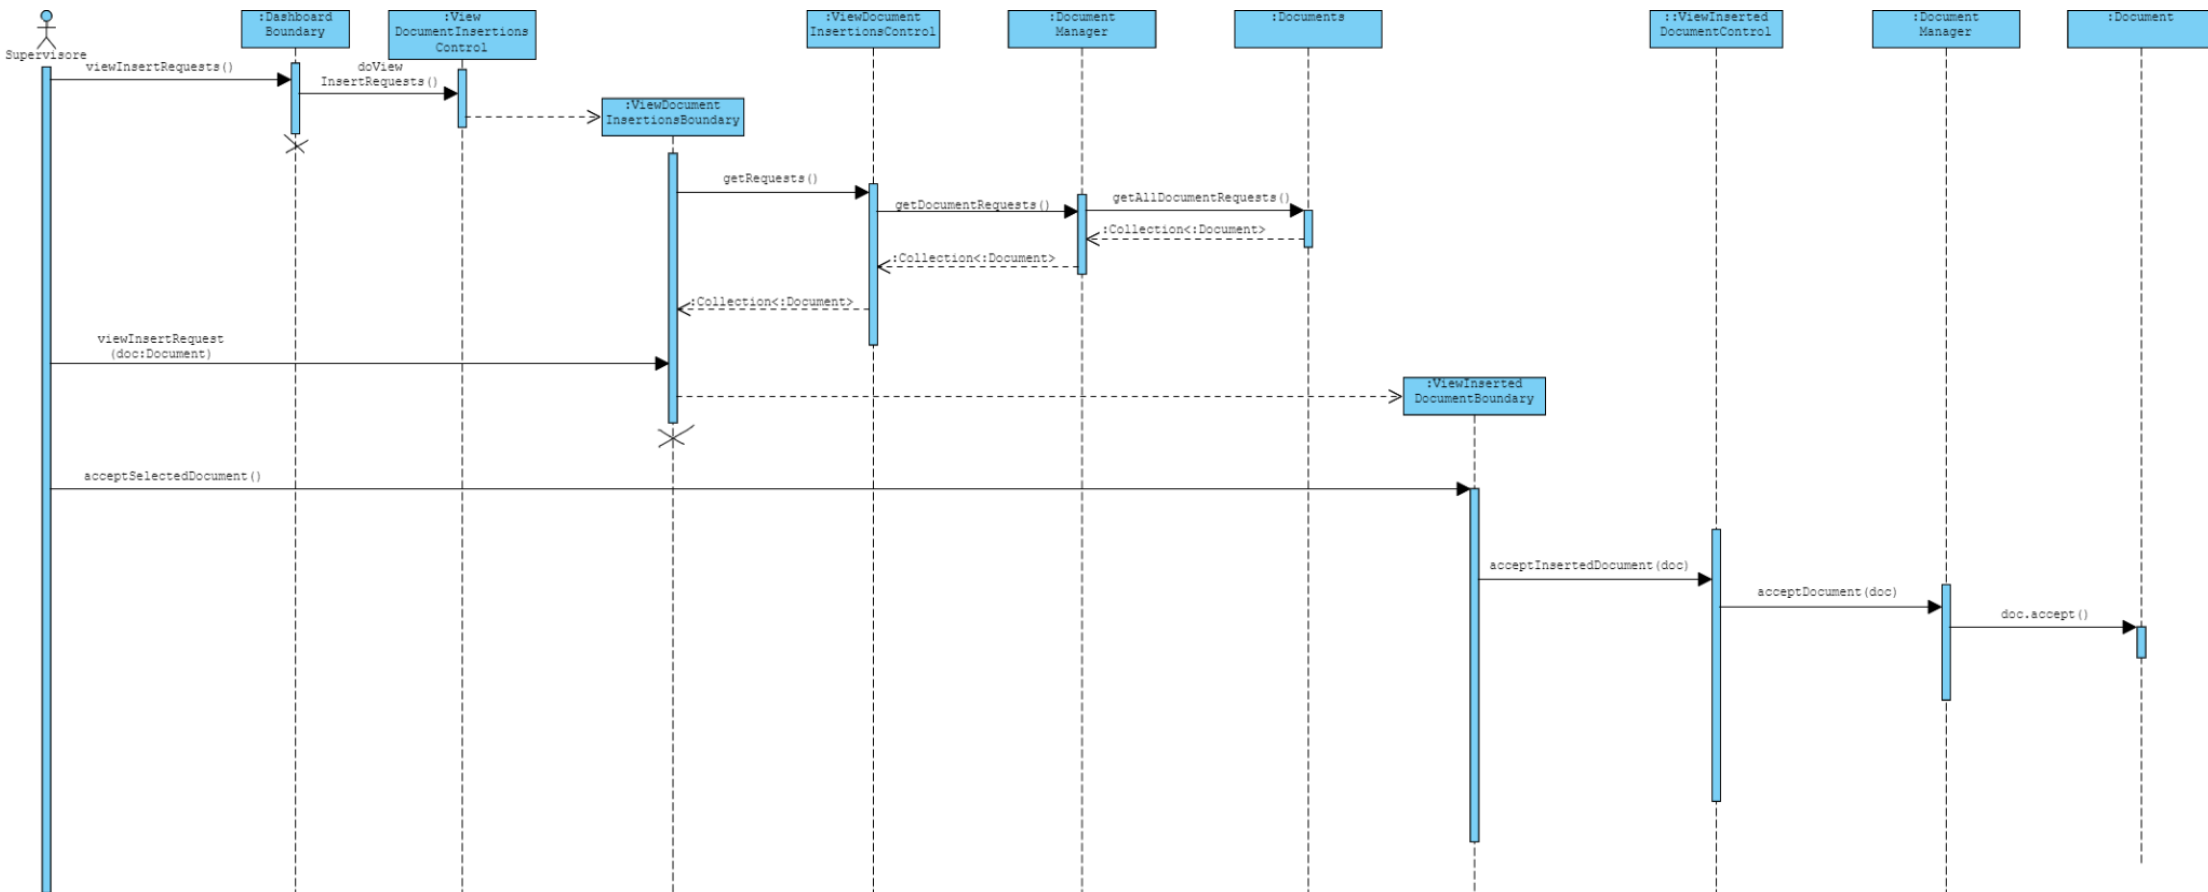 :Dashboard
Boundary
:View
DocumentInsertions
Control
:ViewDocument
InsertionsControl
:Document
Manager
:Documents
::ViewInserted
DocumentControl
:Document
Manager
:Document
Supervisore
viewInsertRequests()
doView
InsertRequests()
:ViewDocument
InsertionsBoundary
getRequests()
getDocumentRequests()
getAllDocumentRequests()
:Collection<:Document>
:Collection<:Document>
:Collection<:Document>
viewInsertRequest
(doc:Document)
:ViewInserted
DocumentBoundary
acceptSelectedDocument()
acceptInsertedDocument(doc)
acceptDocument(doc)
doc.accept()